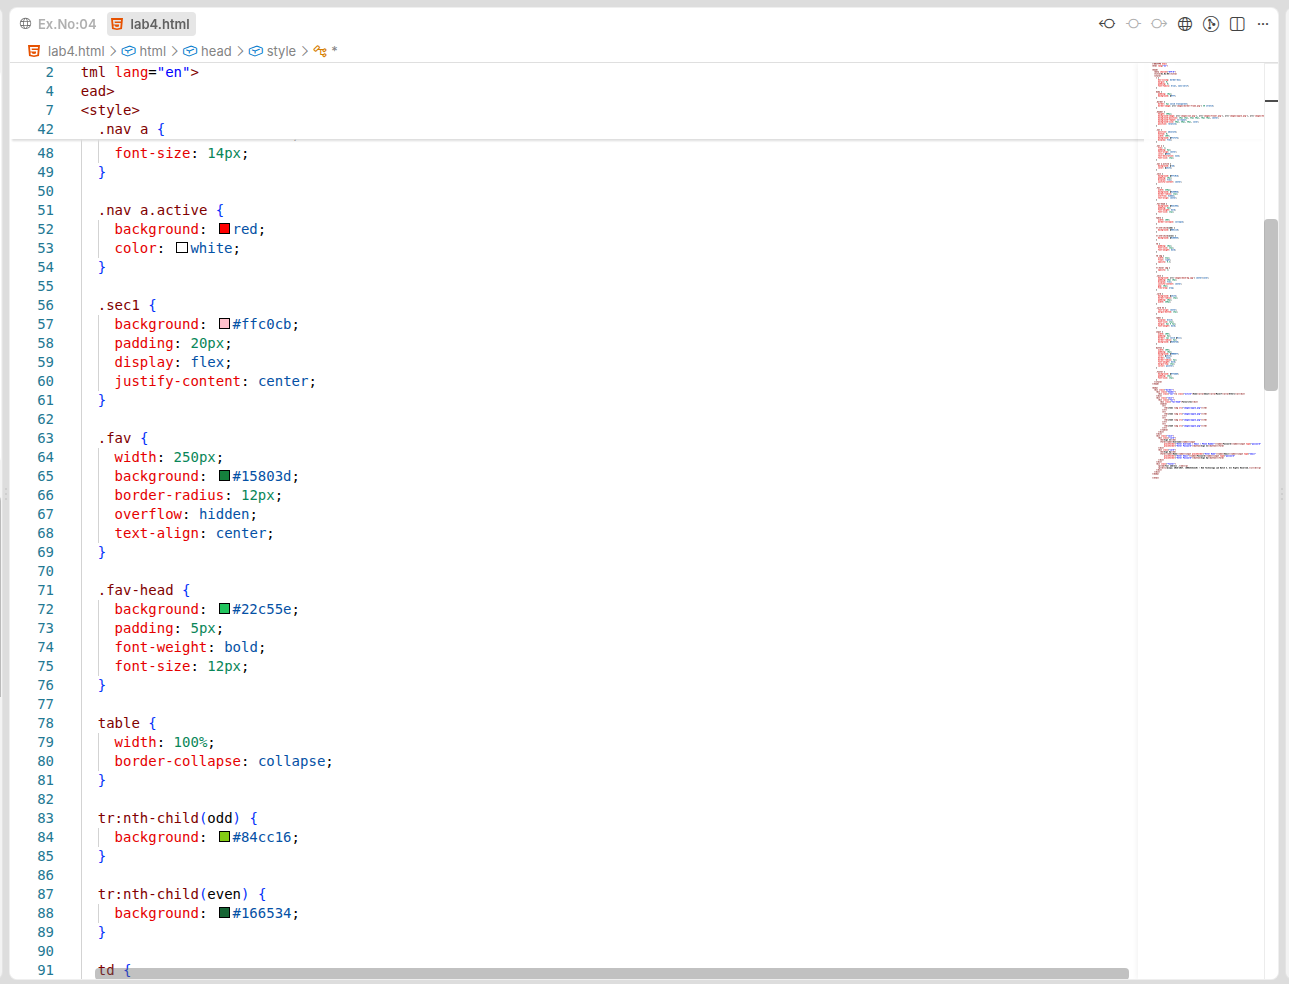 Ex.No:04 lab4.html
lab4.html > html > head > style > *
2 tml lang="en">
4 ead>
7 <style>
42 .nav a {
48 font-size: 14px;
49 }
50
51 .nav a.active {
52 background: red;
53 color: white;
54 }
55
56 .sec1 {
57 background: #ffc0cb;
58 padding: 20px;
59 display: flex;
60 justify-content: center;
61 }
62
63 .fav {
64 width: 250px;
65 background: #15803d;
66 border-radius: 12px;
67 overflow: hidden;
68 text-align: center;
69 }
70
71 .fav-head {
72 background: #22c55e;
73 padding: 5px;
74 font-weight: bold;
75 font-size: 12px;
76 }
77
78 table {
79 width: 100%;
80 border-collapse: collapse;
81 }
82
83 tr:nth-child(odd) {
84 background: #84cc16;
85 }
86
87 tr:nth-child(even) {
88 background: #166534;
89 }
90
91 td {